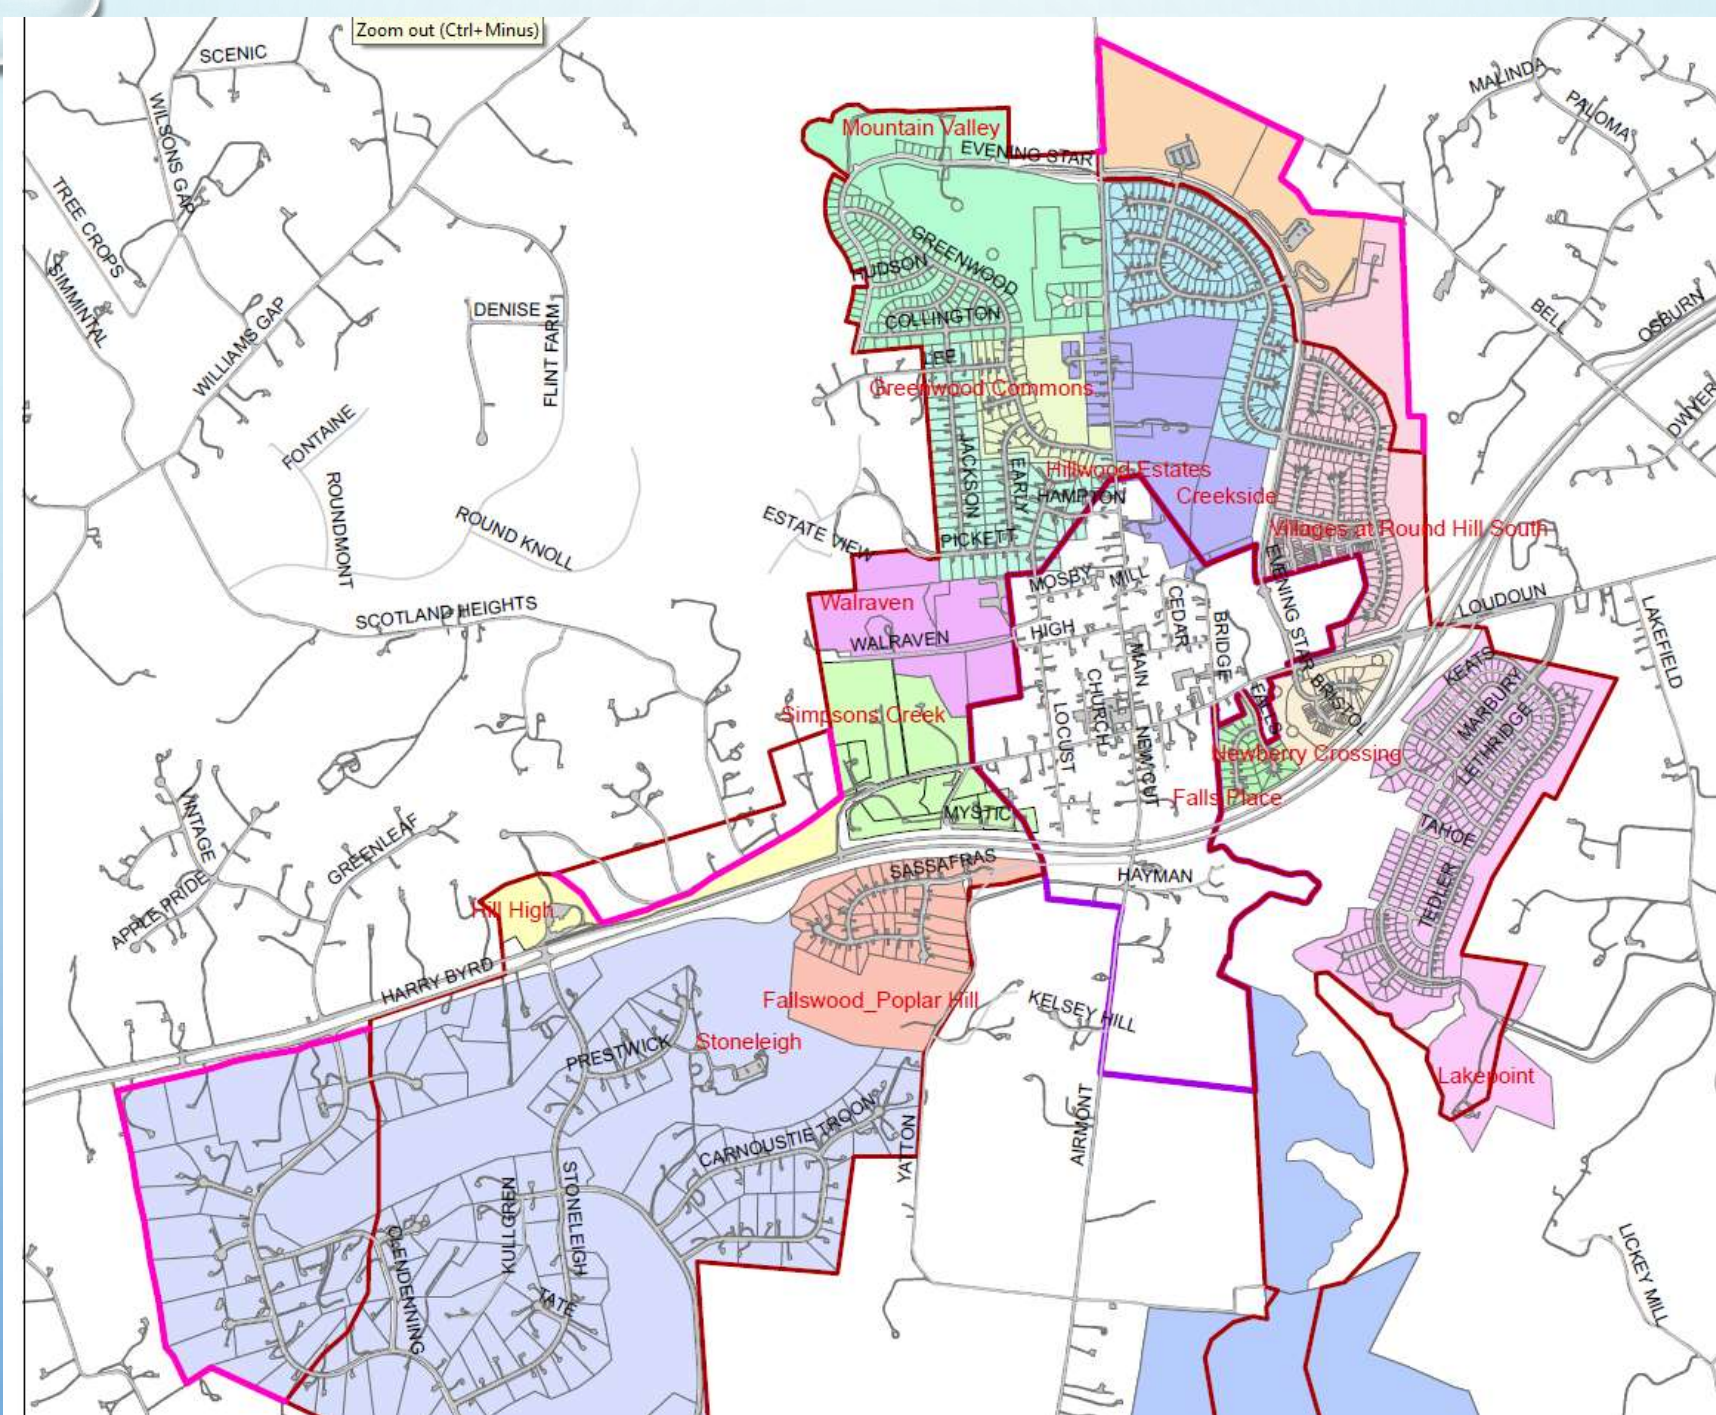 Zoom out (Ctrl+Minus)
SCENIC
WILSONS GAP
TREE CROPS
SIMMINTAL
WILLIAMS GAP
DENISE
FLINT FARM
FONTAINE
ROUNDMONT
ROUND KNOLL
SCOTLAND HEIGHTS
ESTATE VIEW
Mountain Valley
EVENING STAR
GREENWOOD
HUDSON
COLLINGTON
LEE
Greenwood Commons
JACKSON
EARLY
Hillwood Estates
HAMPTON
Creekside
PICKETT
Villages at Round Hill South
EVENING STAR
MALINDA
PALOMA
BELL
OSBURN
DWYER
LOUDOUN
LAKEFIELD
MOSBY
MILL
CEDAR
BRIDGE
Walraven
WALRAVEN
HIGH
MAIN
CHURCH
LOCUST
NEW CUT
Simpsons Creek
MYSTIC
FALLS
BRISTOL
Newberry Crossing
Falls Place
KEATS
MARBURY
LETHRIDGE
TAHOE
TEDLER
VINTAGE
GREENLEAF
APPLE PRIDE
Hill High
HARRY BYRD
SASSAFRAS
HAYMAN
Fallswood_Poplar Hill
KELSEY HILL
PRESTWICK
Stoneleigh
Lakepoint
CARNOUSTIE
TROON
YATTON
AIRMONT
KULLGREN
STONELEIGH
GLENDENNING
TATE
LICKEY MILL